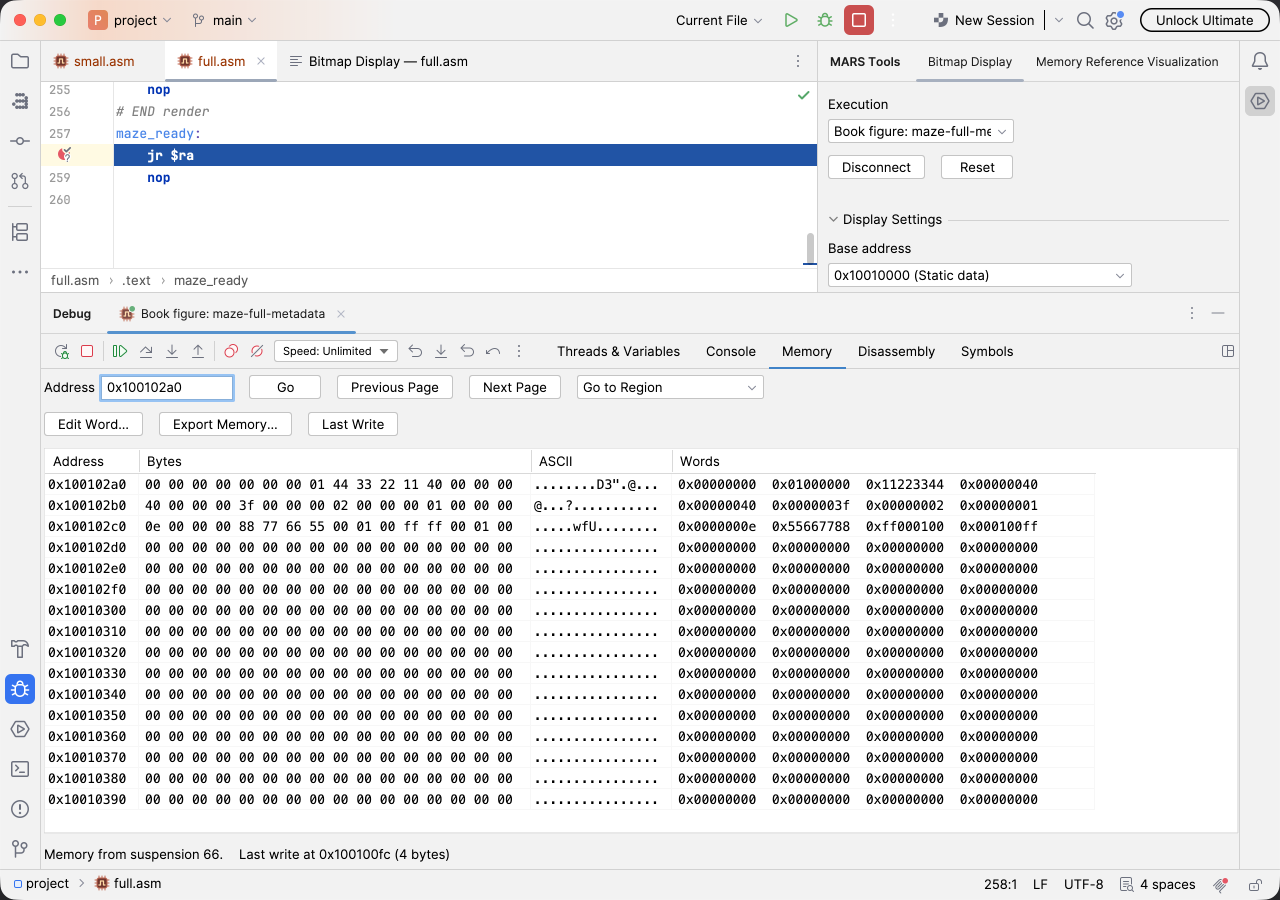 P project main Current File New Session Unlock Ultimate
small.asm full.asm Bitmap Display — full.asm MARS Tools Bitmap Display Memory Reference Visualization
255 nop
256 # END render
257 maze_ready:
jr $ra
259 nop
260
full.asm › .text › maze_ready
Execution
Book figure: maze-full-me
Disconnect Reset
Display Settings
Base address
0x10010000 (Static data)
Debug Book figure: maze-full-metadata
Speed: Unlimited Threads & Variables Console Memory Disassembly Symbols
Address 0x100102a0 Go Previous Page Next Page Go to Region
Edit Word... Export Memory... Last Write
Address Bytes ASCII Words
0x100102a0 00 00 00 00 00 00 00 01 44 33 22 11 40 00 00 00 ........D3".@... 0x00000000 0x01000000 0x11223344 0x00000040
0x100102b0 40 00 00 00 3f 00 00 00 02 00 00 00 01 00 00 00 @...?........... 0x00000040 0x0000003f 0x00000002 0x00000001
0x100102c0 0e 00 00 00 88 77 66 55 00 01 00 ff ff 00 01 00 .....wfU........ 0x0000000e 0x55667788 0xff000100 0x000100ff
0x100102d0 00 00 00 00 00 00 00 00 00 00 00 00 00 00 00 00 ................ 0x00000000 0x00000000 0x00000000 0x00000000
0x100102e0 00 00 00 00 00 00 00 00 00 00 00 00 00 00 00 00 ................ 0x00000000 0x00000000 0x00000000 0x00000000
0x100102f0 00 00 00 00 00 00 00 00 00 00 00 00 00 00 00 00 ................ 0x00000000 0x00000000 0x00000000 0x00000000
0x10010300 00 00 00 00 00 00 00 00 00 00 00 00 00 00 00 00 ................ 0x00000000 0x00000000 0x00000000 0x00000000
0x10010310 00 00 00 00 00 00 00 00 00 00 00 00 00 00 00 00 ................ 0x00000000 0x00000000 0x00000000 0x00000000
0x10010320 00 00 00 00 00 00 00 00 00 00 00 00 00 00 00 00 ................ 0x00000000 0x00000000 0x00000000 0x00000000
0x10010330 00 00 00 00 00 00 00 00 00 00 00 00 00 00 00 00 ................ 0x00000000 0x00000000 0x00000000 0x00000000
0x10010340 00 00 00 00 00 00 00 00 00 00 00 00 00 00 00 00 ................ 0x00000000 0x00000000 0x00000000 0x00000000
0x10010350 00 00 00 00 00 00 00 00 00 00 00 00 00 00 00 00 ................ 0x00000000 0x00000000 0x00000000 0x00000000
0x10010360 00 00 00 00 00 00 00 00 00 00 00 00 00 00 00 00 ................ 0x00000000 0x00000000 0x00000000 0x00000000
0x10010370 00 00 00 00 00 00 00 00 00 00 00 00 00 00 00 00 ................ 0x00000000 0x00000000 0x00000000 0x00000000
0x10010380 00 00 00 00 00 00 00 00 00 00 00 00 00 00 00 00 ................ 0x00000000 0x00000000 0x00000000 0x00000000
0x10010390 00 00 00 00 00 00 00 00 00 00 00 00 00 00 00 00 ................ 0x00000000 0x00000000 0x00000000 0x00000000
Memory from suspension 66. Last write at 0x100100fc (4 bytes)
project › full.asm 258:1 LF UTF-8 4 spaces